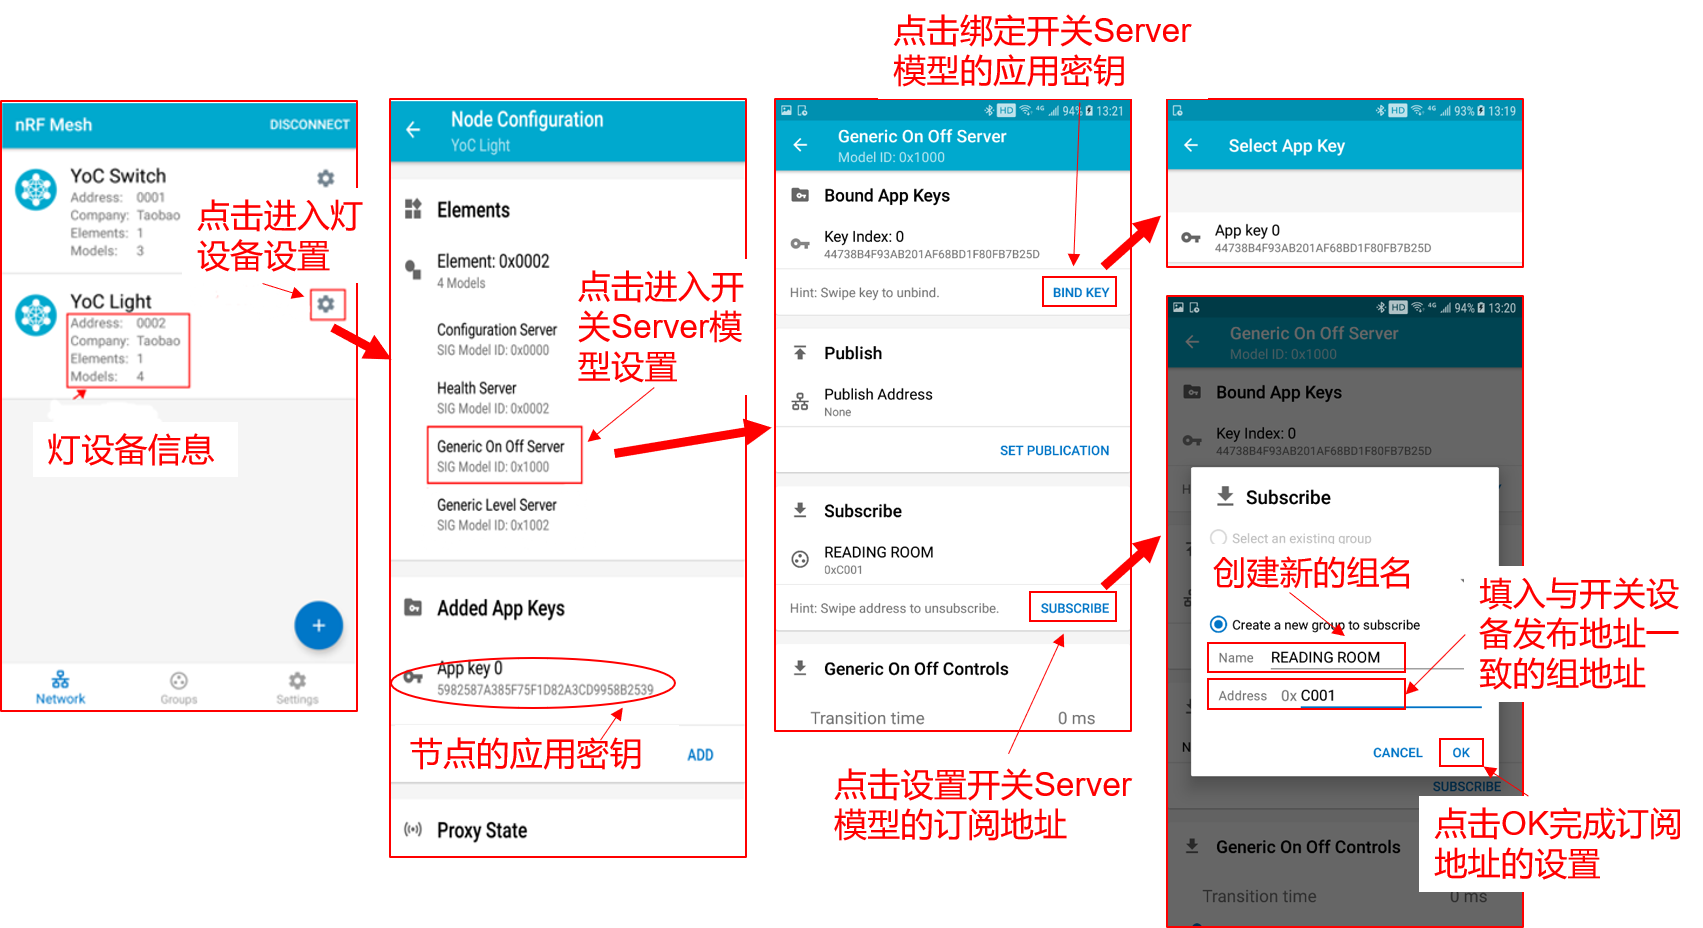 点击绑定开关Server
模型的应用密钥
nRF Mesh
DISCONNECT
YoC Switch
Address: 0001
Company: Taobao
Elements: 1
Models: 3
点击进入灯
设备设置
YoC Light
Address: 0002
Company: Taobao
Elements: 1
Models: 4
灯设备信息
Network
Groups
Settings
Node Configuration
YoC Light
Elements
Element: 0x0002
4 Models
点击进入开
关Server模
型设置
Configuration Server
SIG Model ID: 0x0000
Health Server
SIG Model ID: 0x0002
Generic On Off Server
SIG Model ID: 0x1000
Generic Level Server
SIG Model ID: 0x1002
Added App Keys
App key 0
5982587A385F75F1D82A3CD9958B2539
节点的应用密钥
ADD
Proxy State
HD 4G 94% 13:21
Generic On Off Server
Model ID: 0x1000
Bound App Keys
Key Index: 0
44738B4F93AB201AF68BD1F80FB7B25D
Hint: Swipe key to unbind.
BIND KEY
Publish
Publish Address
None
SET PUBLICATION
Subscribe
READING ROOM
0xC001
Hint: Swipe address to unsubscribe.
SUBSCRIBE
Generic On Off Controls
Transition time 0 ms
点击设置开关Server
模型的订阅地址
HD 4G 93% 13:19
Select App Key
App key 0
44738B4F93AB201AF68BD1F80FB7B25D
HD 4G 94% 13:20
Generic On Off Server
Model ID: 0x1000
Bound App Keys
Key Index: 0
44738B4F93AB201AF68BD1F80FB7B25D
H
Subscribe
Select an existing group
创建新的组名
Create a new group to subscribe
Name READING ROOM
Address 0x C001
填入与开关设
备发布地址一
致的组地址
N
CANCEL
OK
SUBSCRIBE
点击OK完成订阅
地址的设置
Generic On Off Controls
Transition time 0 ms